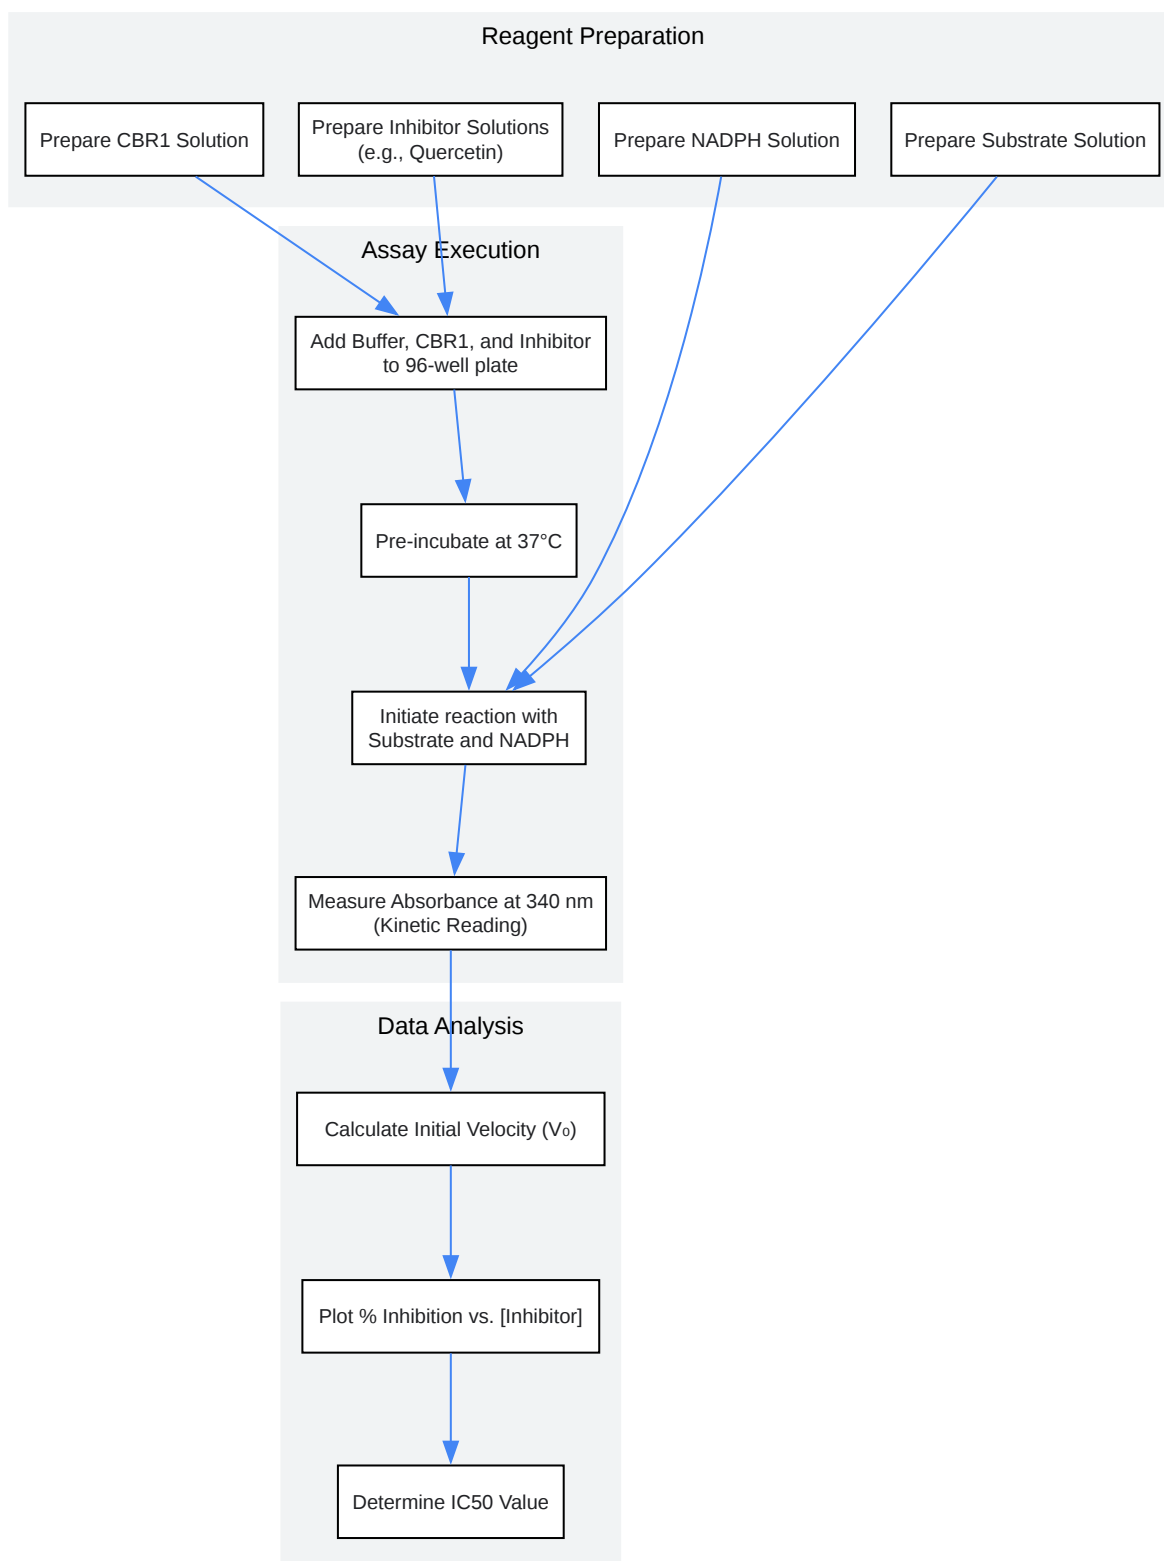 Reagent Preparation
Prepare CBR1 Solution
Prepare Inhibitor Solutions
(e.g., Quercetin)
Prepare NADPH Solution
Prepare Substrate Solution
Assay Execution
Add Buffer, CBR1, and Inhibitor
to 96-well plate
Pre-incubate at 37°C
Initiate reaction with
Substrate and NADPH
Measure Absorbance at 340 nm
(Kinetic Reading)
Data Analysis
Calculate Initial Velocity (V₀)
Plot % Inhibition vs. [Inhibitor]
Determine IC50 Value